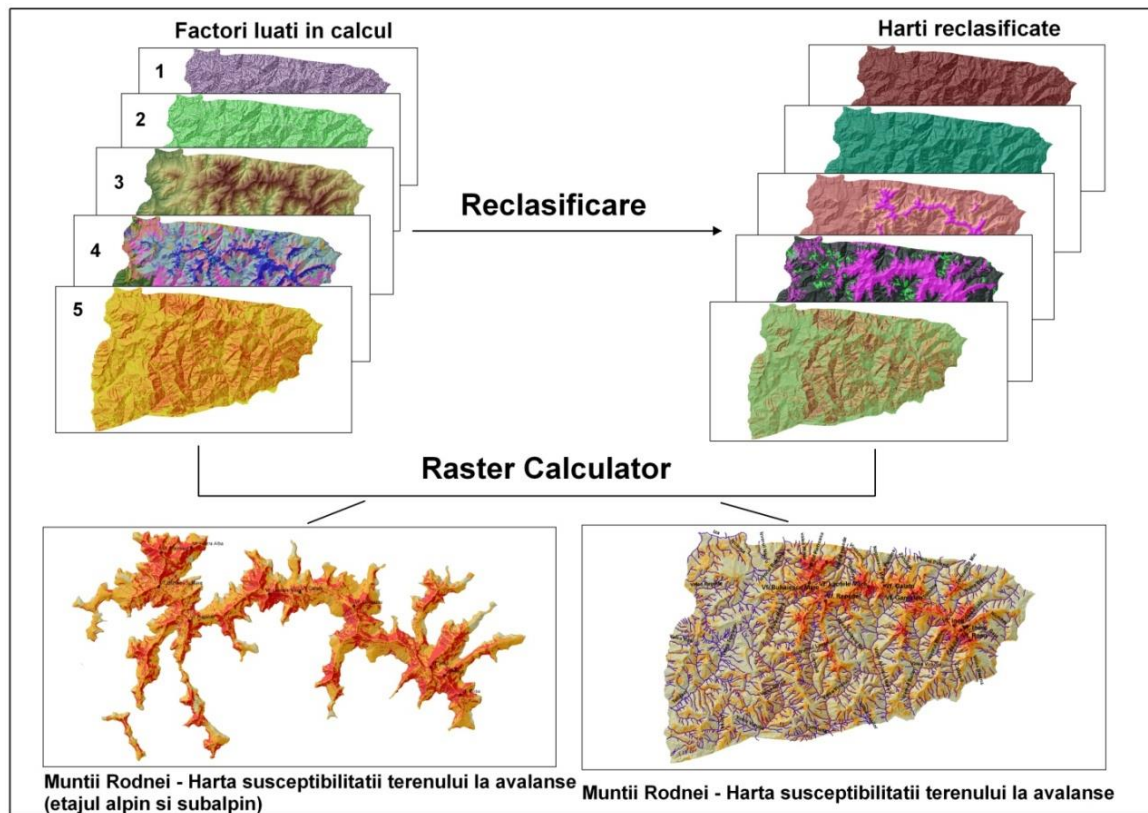 Factori luati in calcul
Harti reclasificate
1
2
3
4
5
Reclasificare
Raster Calculator
Muntii Rodnei - Harta susceptibilitatii terenului la avalanse
(etajul alpin si subalpin)
Muntii Rodnei - Harta susceptibilitatii terenului la avalanse